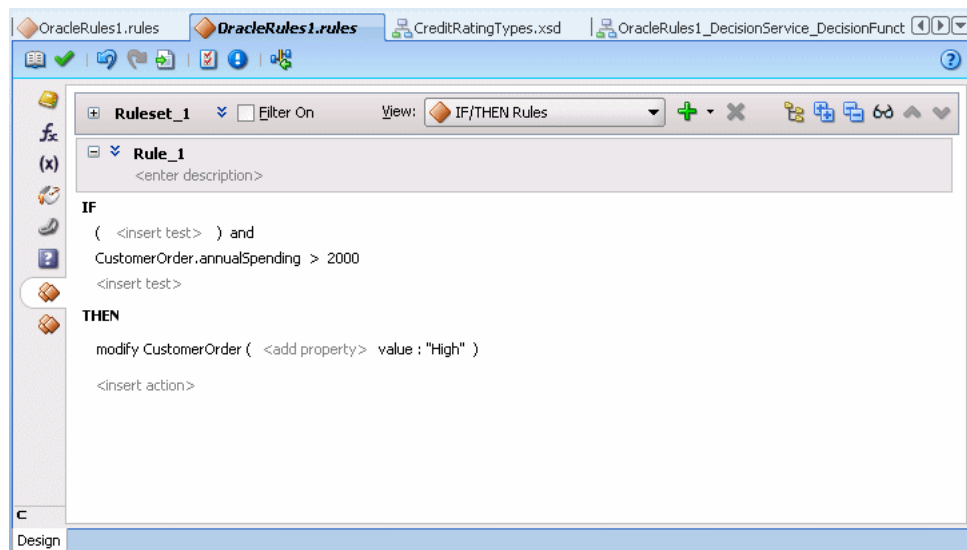 OracleRules1.rules OracleRules1.rules CreditRatingTypes.xsd OracleRules1_DecisionService_DecisionFunct
Ruleset_1 Filter On View: IF/THEN Rules
fx
(x)
Rule_1
<enter description>
IF
( <insert test> ) and
CustomerOrder.annualSpending > 2000
<insert test>
THEN
modify CustomerOrder ( <add property> value : "High" )
<insert action>
Design